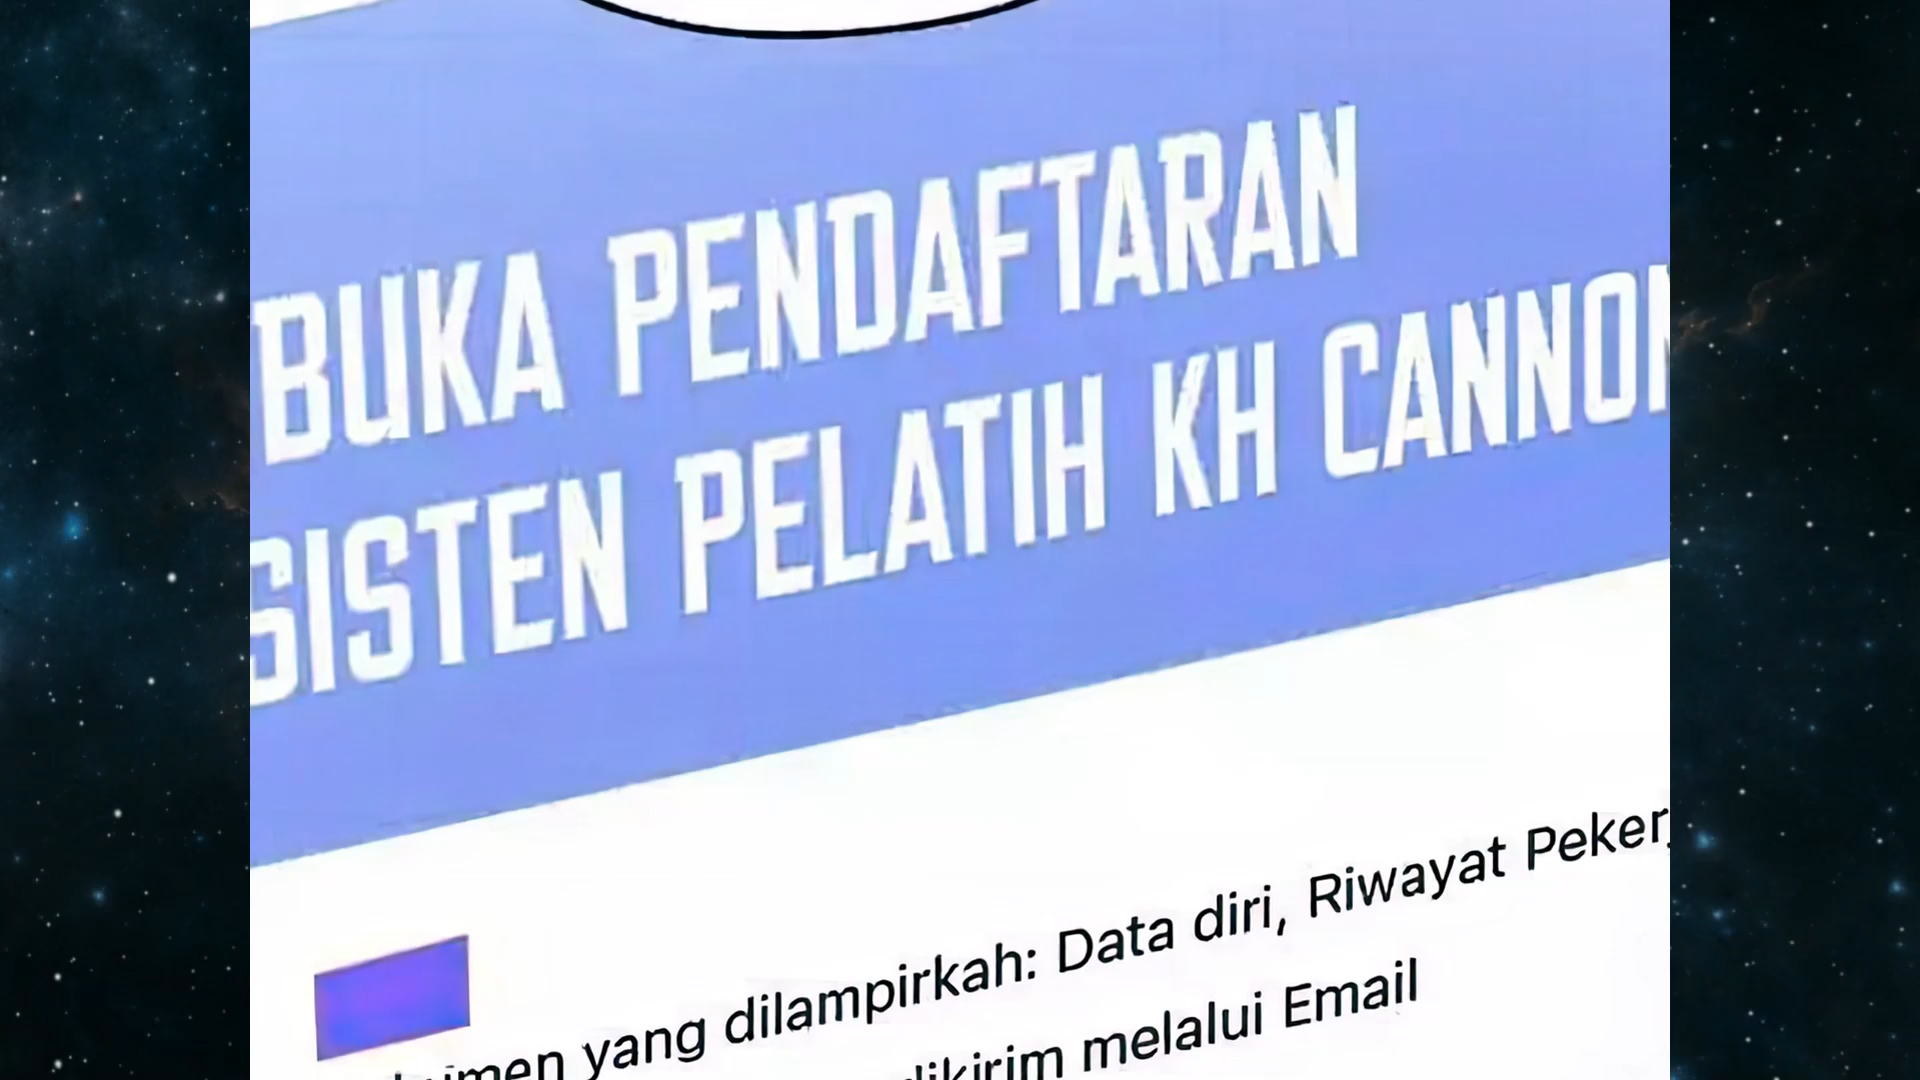 BUKA PENDAFTARAN
SISTEN PELATIH KH CANNON
yang dilampirkah: Data diri, Riwayat
dikirim melalui Email